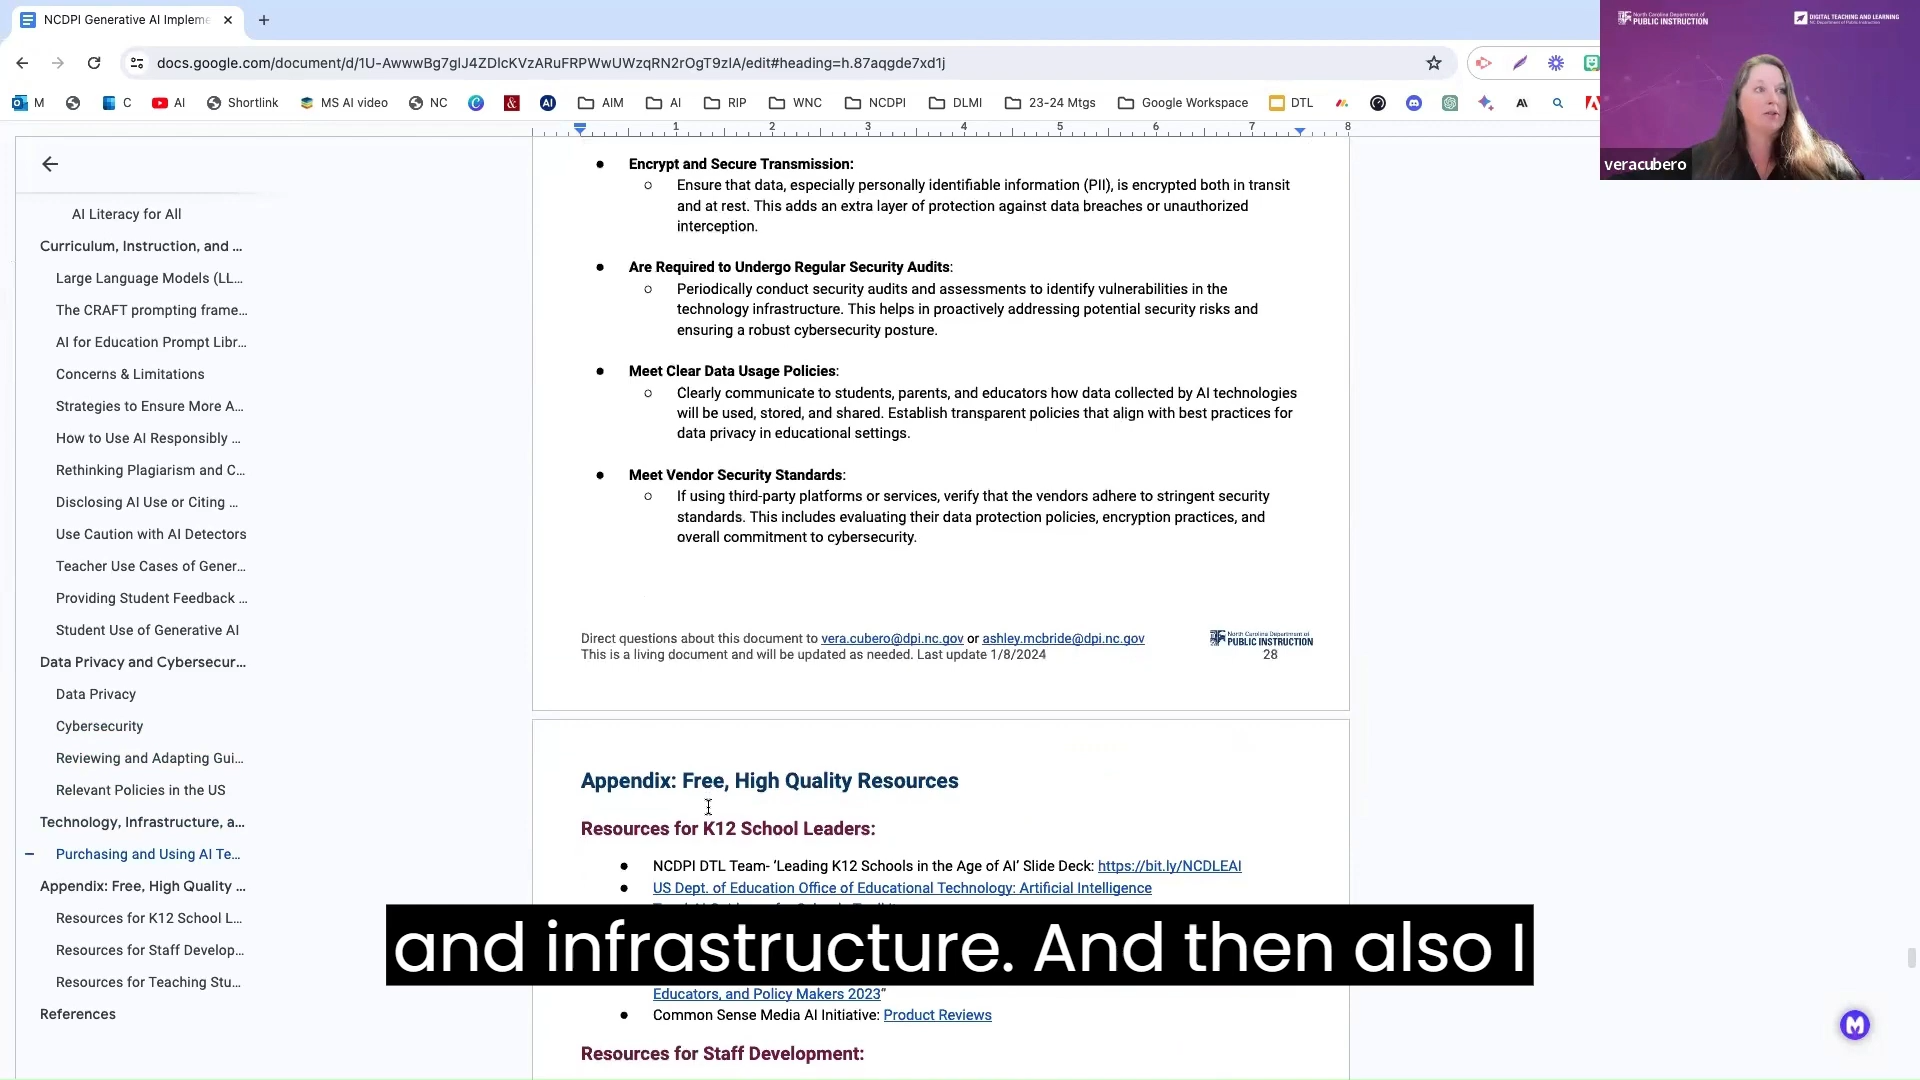 NCDPI Generative AI Impleme
docs.google.com/document/d/1U-AwwwBg7glJ4ZDlcKVzARuFRPWwUWzqRN2rOgT9zIA/edit#heading=h.87aqgde7xd1j
M
C
AI
Shortlink
MS AI video
NC
AIM
AI
RIP
WNC
NCDPI
DLMI
23-24 Mtgs
Google Workspace
DTL
North Carolina Department of
PUBLIC INSTRUCTION
DIGITAL TEACHING AND LEARNING
veracubero
1 2 3 4 5 6 7 8
AI Literacy for All
Curriculum, Instruction, and ...
Large Language Models (LL...
The CRAFT prompting frame...
AI for Education Prompt Libr...
Concerns & Limitations
Strategies to Ensure More A...
How to Use AI Responsibly ...
Rethinking Plagiarism and C...
Disclosing AI Use or Citing ...
Use Caution with AI Detectors
Teacher Use Cases of Gener...
Providing Student Feedback ...
Student Use of Generative AI
Data Privacy and Cybersecur...
Data Privacy
Cybersecurity
Reviewing and Adapting Gui...
Relevant Policies in the US
Technology, Infrastructure, a...
Purchasing and Using AI Te...
Appendix: Free, High Quality ...
Resources for K12 School L...
Resources for Staff Develop...
Resources for Teaching Stu...
References
Encrypt and Secure Transmission:
Ensure that data, especially personally identifiable information (PII), is encrypted both in transit
and at rest. This adds an extra layer of protection against data breaches or unauthorized
interception.
Are Required to Undergo Regular Security Audits:
Periodically conduct security audits and assessments to identify vulnerabilities in the
technology infrastructure. This helps in proactively addressing potential security risks and
ensuring a robust cybersecurity posture.
Meet Clear Data Usage Policies:
Clearly communicate to students, parents, and educators how data collected by AI technologies
will be used, stored, and shared. Establish transparent policies that align with best practices for
data privacy in educational settings.
Meet Vendor Security Standards:
If using third-party platforms or services, verify that the vendors adhere to stringent security
standards. This includes evaluating their data protection policies, encryption practices, and
overall commitment to cybersecurity.
Direct questions about this document to vera.cubero@dpi.nc.gov or ashley.mcbride@dpi.nc.gov
This is a living document and will be updated as needed. Last update 1/8/2024
North Carolina Department of
PUBLIC INSTRUCTION
28
Appendix: Free, High Quality Resources
Resources for K12 School Leaders:
NCDPI DTL Team- ‘Leading K12 Schools in the Age of AI’ Slide Deck: https://bit.ly/NCDLEAI
US Dept. of Education Office of Educational Technology: Artificial Intelligence
and infrastructure. And then also I
Educators, and Policy Makers 2023”
Common Sense Media AI Initiative: Product Reviews
Resources for Staff Development: